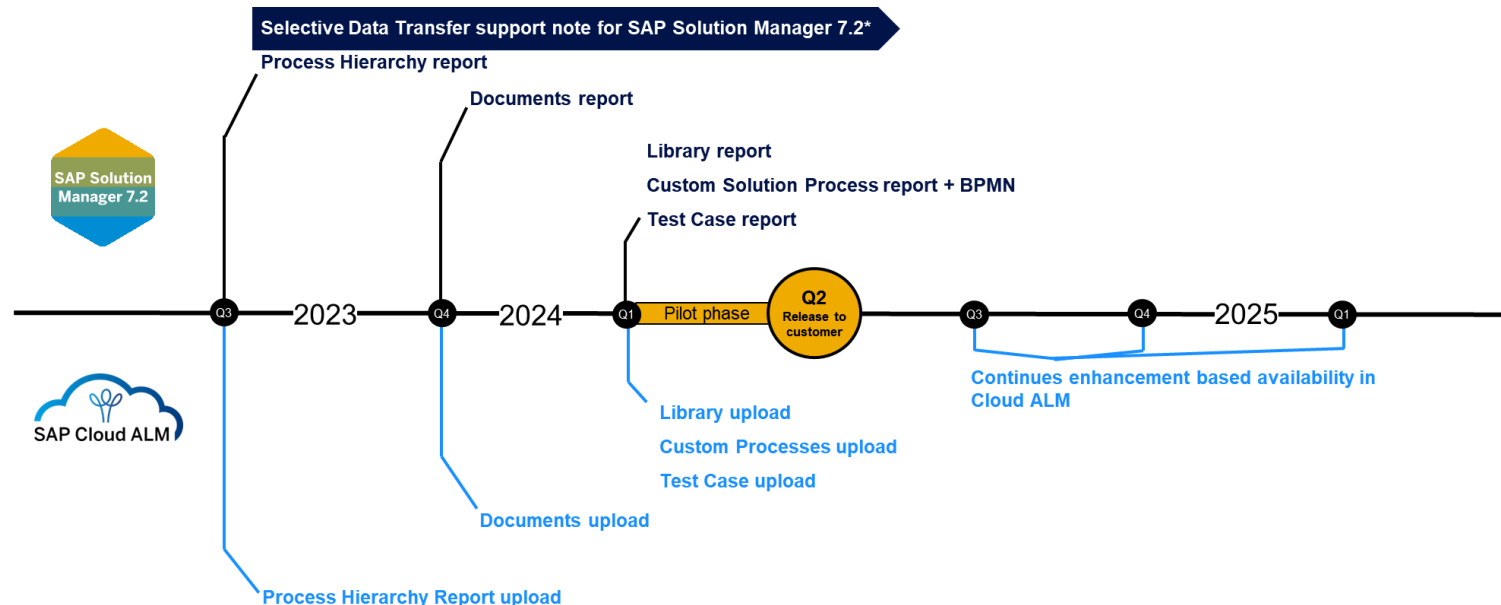 Selective Data Transfer support note for SAP Solution Manager 7.2*
Process Hierarchy report
Documents report
Library report
Custom Solution Process report + BPMN
Test Case report
SAP Solution
Manager 7.2
Q3
2023
Q4
2024
Q1
Pilot phase
Q2
Release to
customer
Q3
Q4
2025
Q1
SAP Cloud ALM
Continues enhancement based availability in
Cloud ALM
Library upload
Custom Processes upload
Test Case upload
Documents upload
Process Hierarchy Report upload